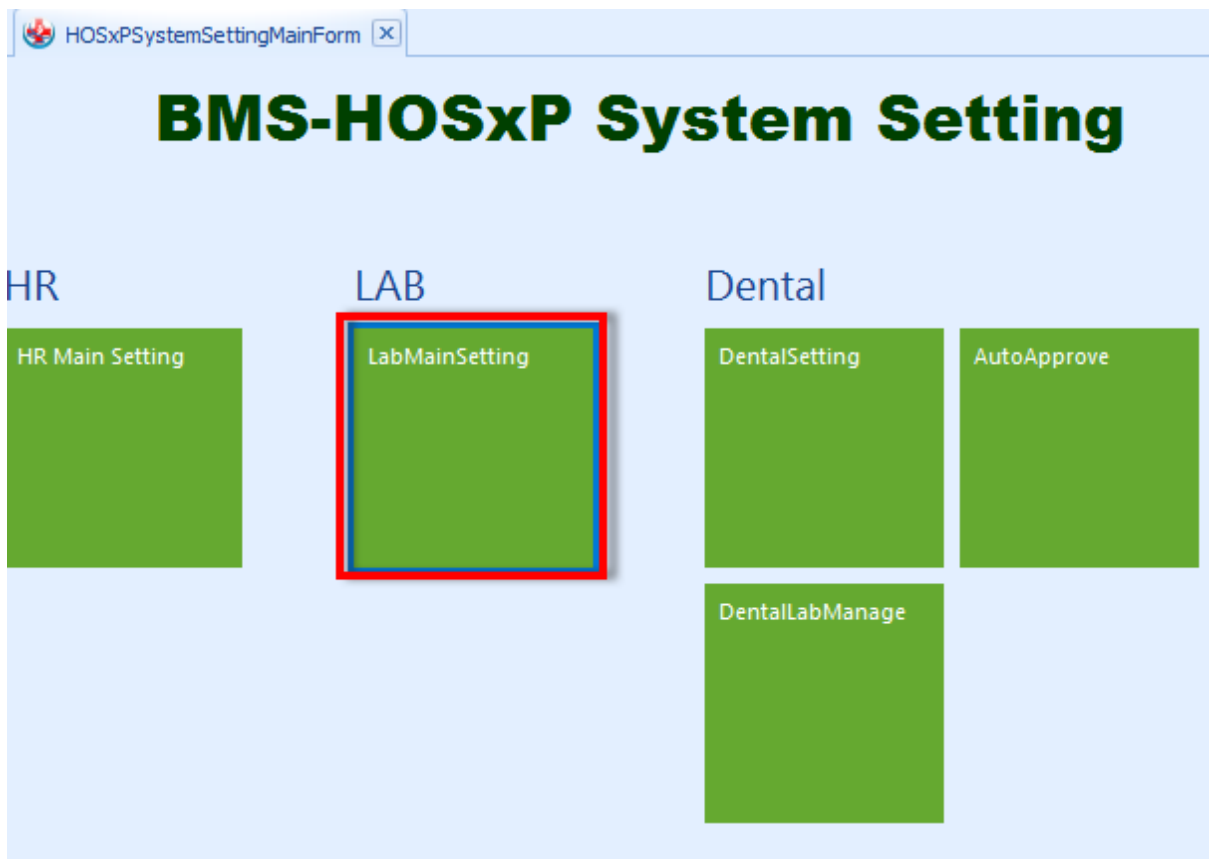 HOSxPSystemSettingMainForm
BMS-HOSxP System Setting
HR
LAB
Dental
HR Main Setting
LabMainSetting
DentalSetting
AutoApprove
DentalLabManage